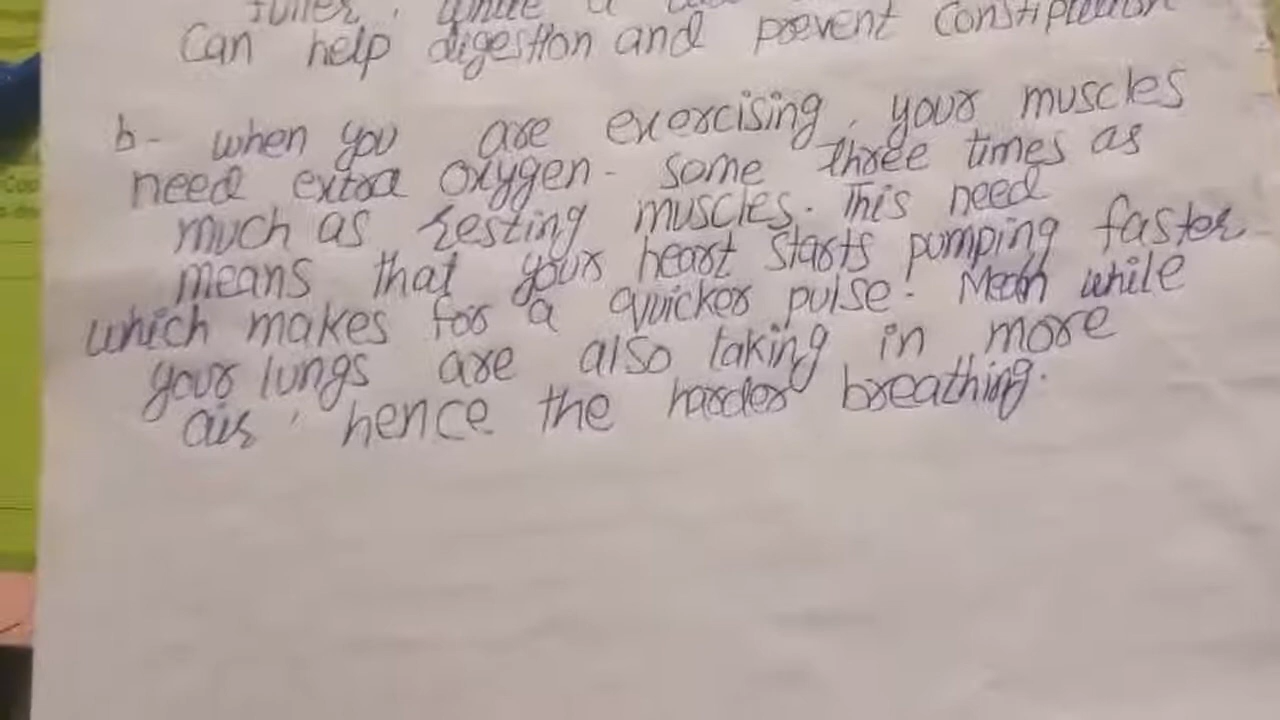 fuller, while a
Can help digestion and prevent constipation
b- when you are exercising, your muscles
need extra oxygen - some three times as
much as resting muscles. This need
means that your heart starts pumping faster
which makes for a quicker pulse. Mean while
your lungs are also taking in more
air, hence the harder breathing.